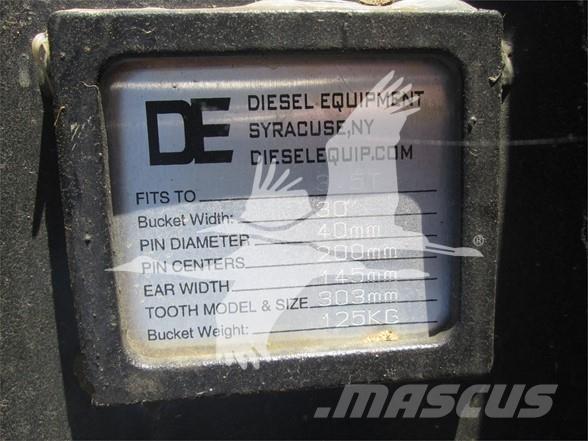 DE DIESEL EQUIPMENT
SYRACUSE, NY
DIESELEQUIP.COM
FITS TO
Bucket Width: 30"
PIN DIAMETER 40mm
PIN CENTERS 200mm
EAR WIDTH 145mm
TOOTH MODEL & SIZE 303mm
Bucket Weight: 125KG
®
MASCUS